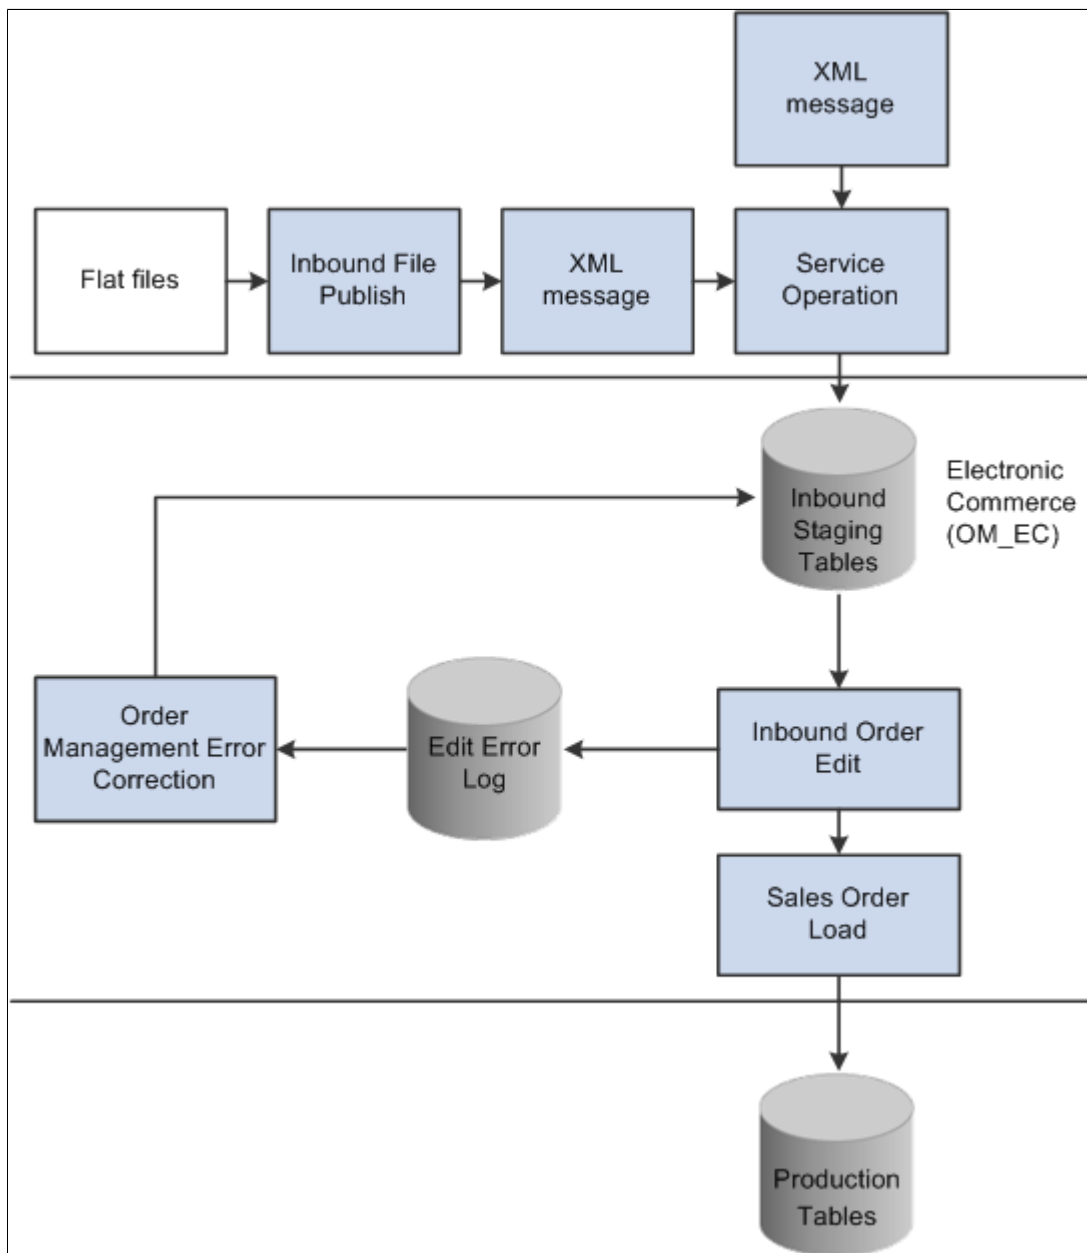 XML
message
Flat files
Inbound File
Publish
XML
message
Service
Operation
Inbound
Staging
Tables
Electronic
Commerce
(OM_EC)
Order
Management Error
Correction
Edit Error
Log
Inbound Order
Edit
Sales Order
Load
Production
Tables